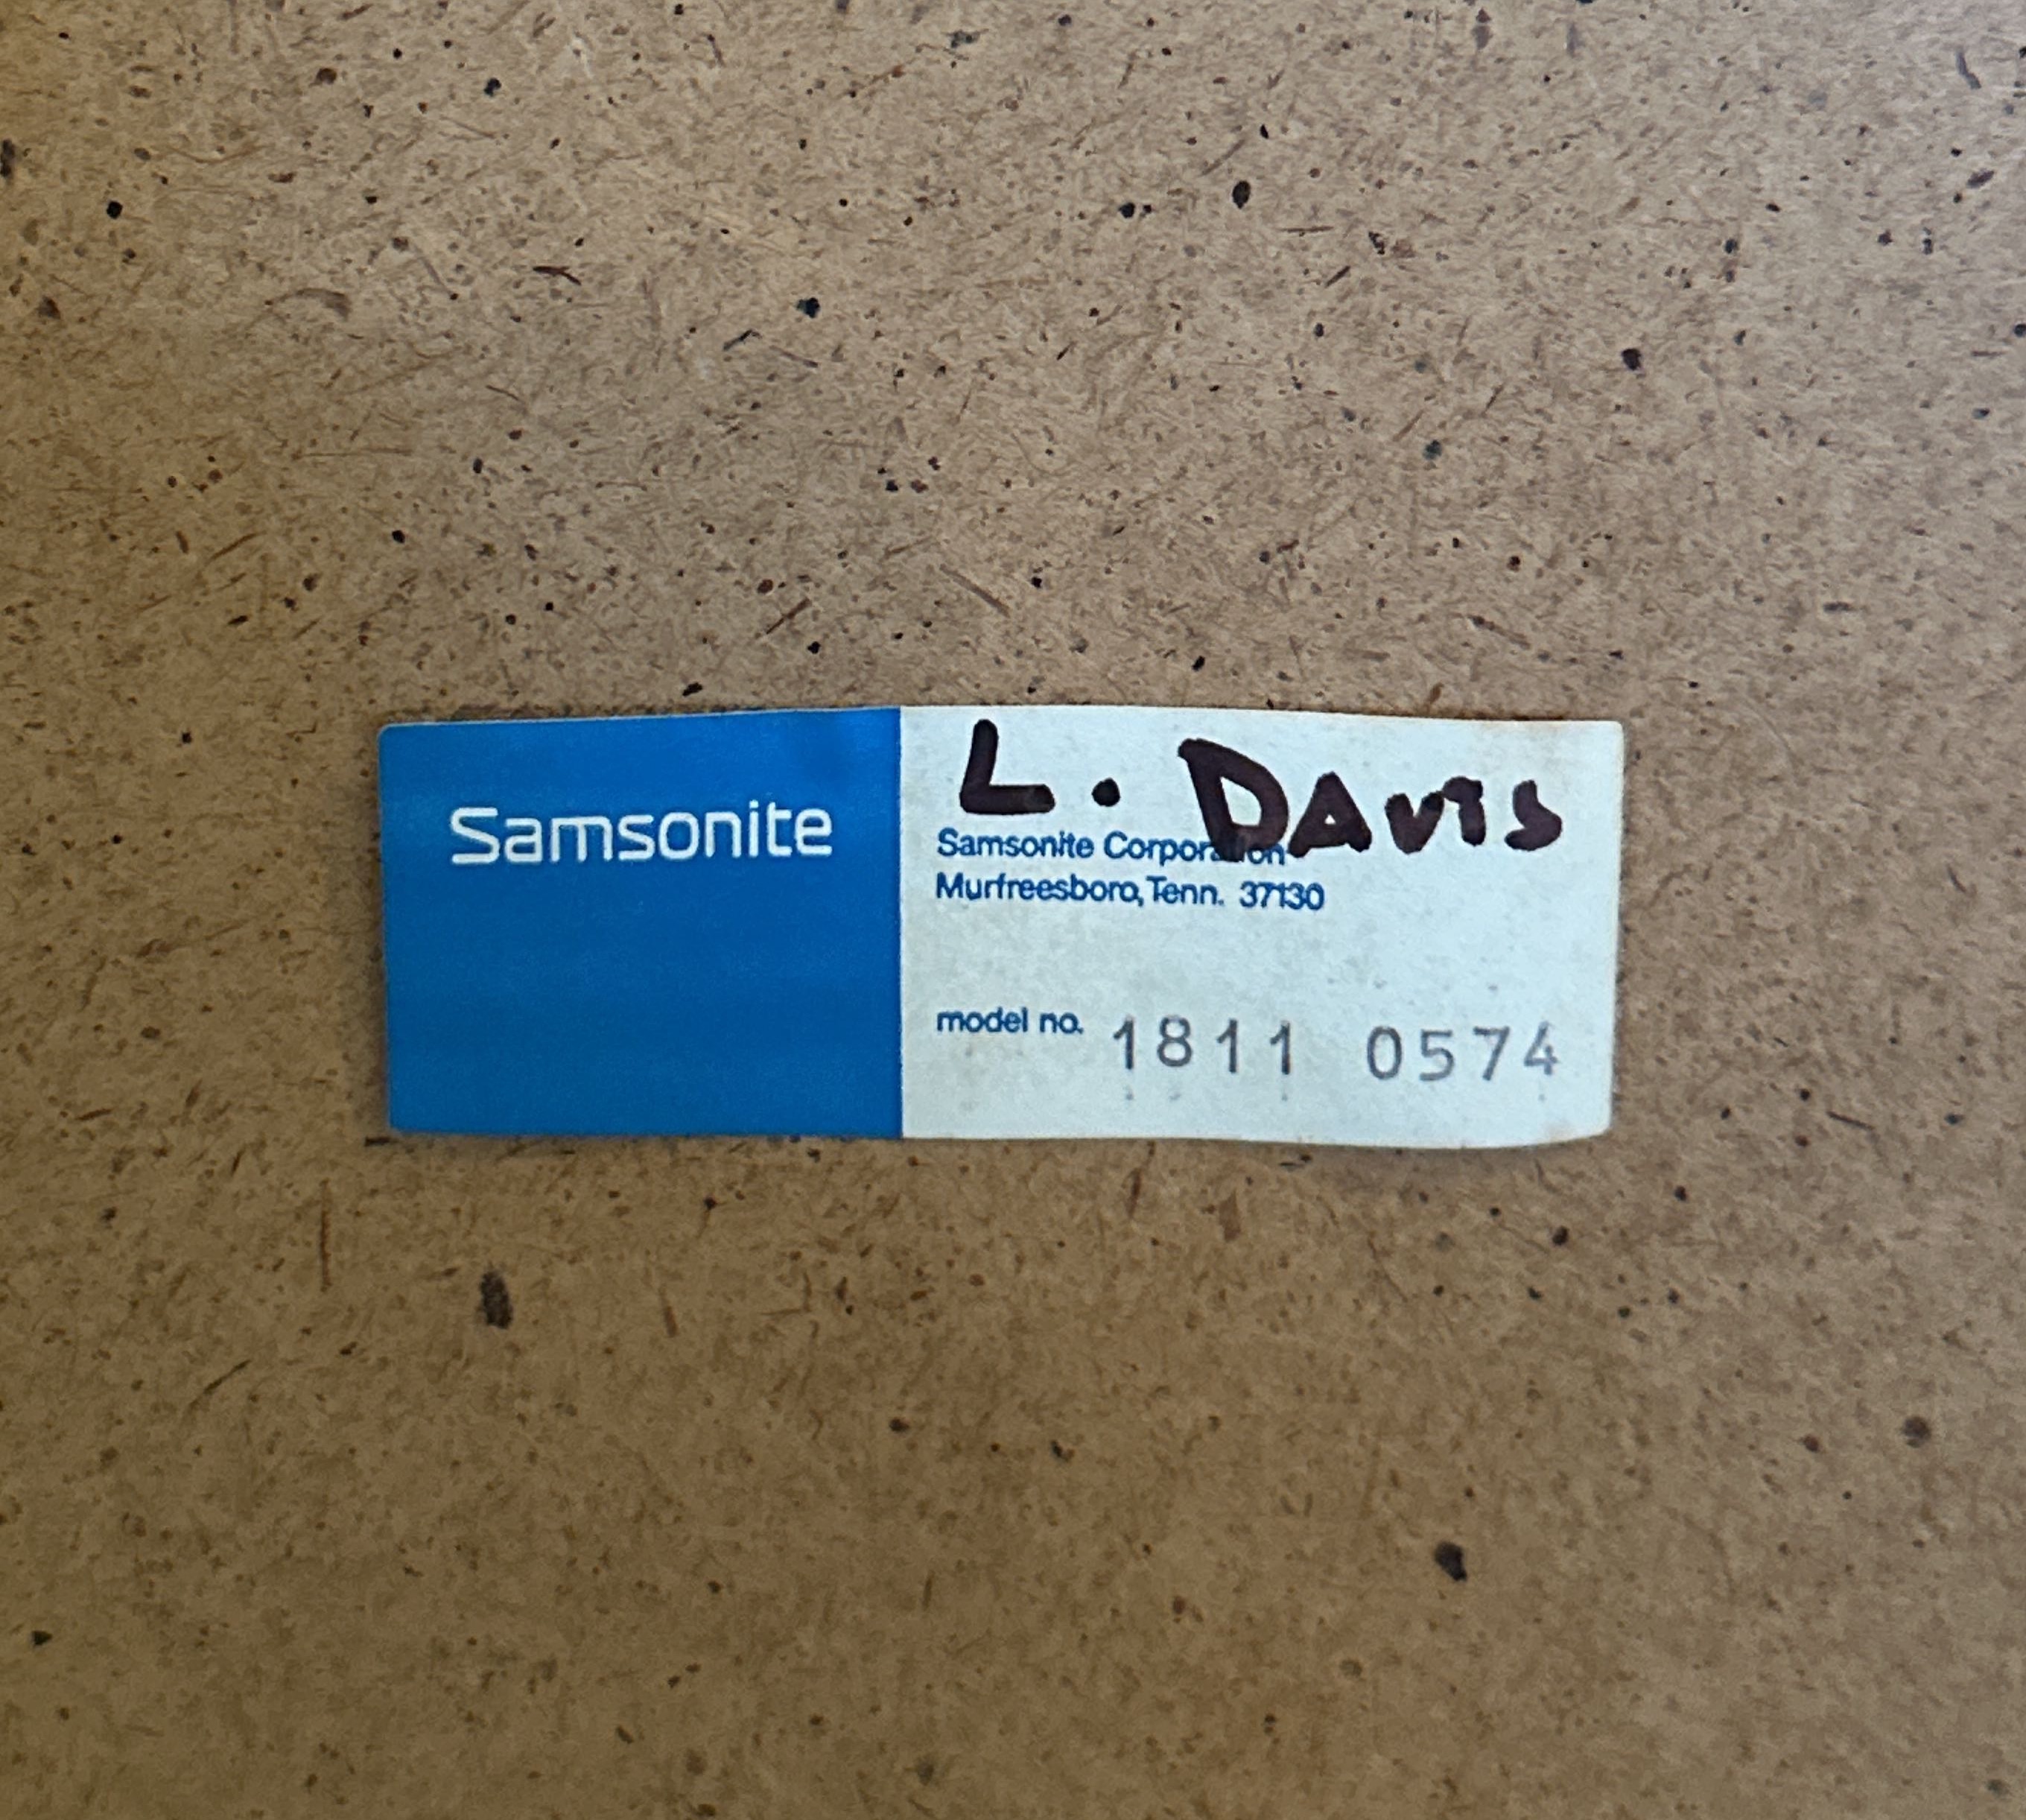 Samsonite
L. DAVIS
Samsonite Corporation
Murfreesboro, Tenn. 37130
model no. 1811 0574